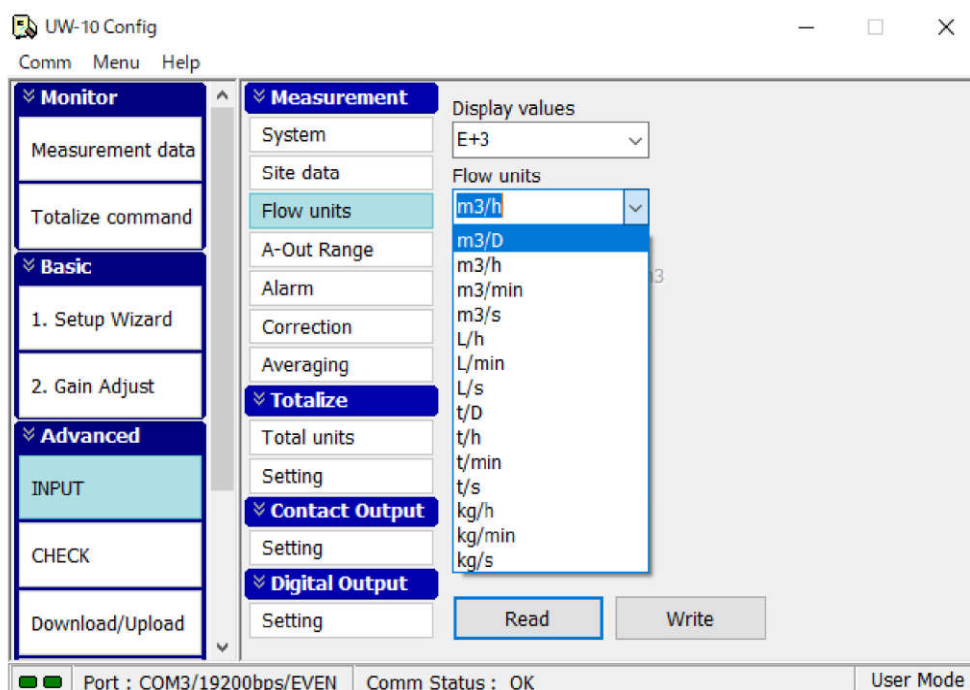 UW-10 Config
Comm Menu Help
Monitor
Measurement data
Totalize command
Basic
1. Setup Wizard
2. Gain Adjust
Advanced
INPUT
CHECK
Download/Upload
Measurement
System
Site data
Flow units
A-Out Range
Alarm
Correction
Averaging
Totalize
Total units
Setting
Contact Output
Setting
Digital Output
Setting
Display values
E+3
Flow units
m3/h
m3/D
m3/h
m3/min
m3/s
L/h
L/min
L/s
t/D
t/h
t/min
t/s
kg/h
kg/min
kg/s
Read
Write
Port : COM3/19200bps/EVEN
Comm Status : OK
User Mode